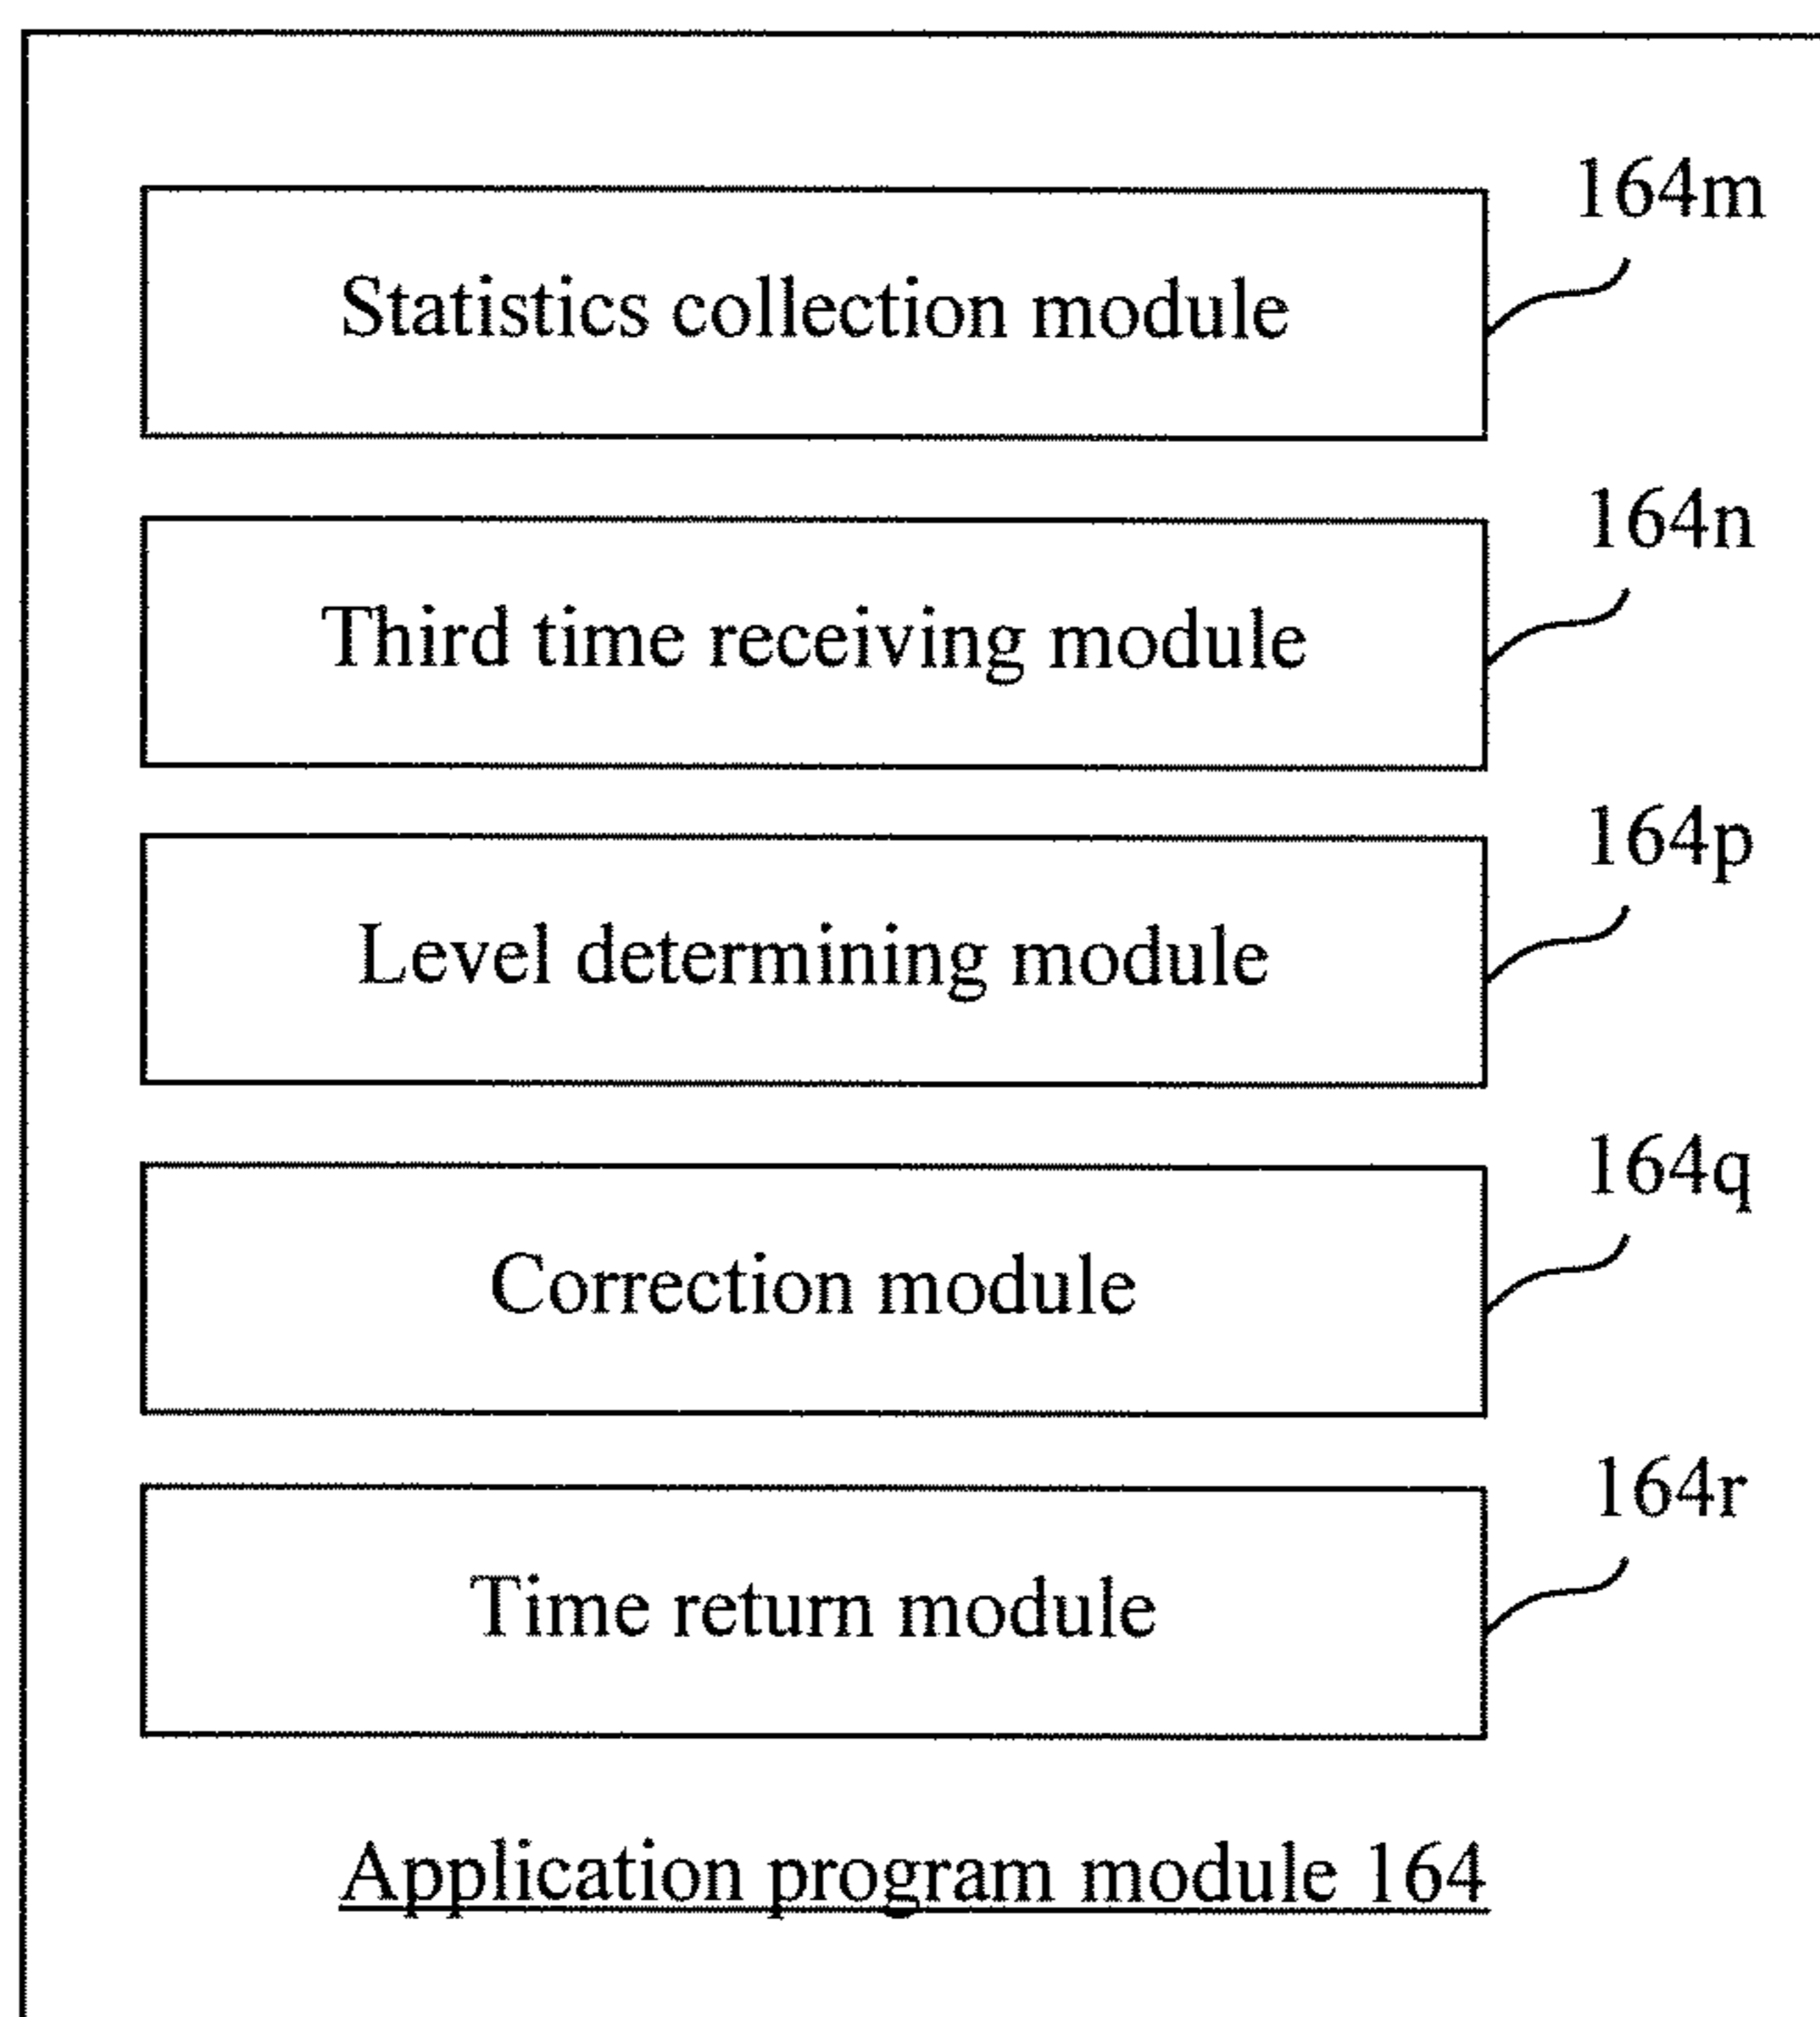 164m
Statistics collection module
164n
Third time receiving module
164p
Level determining module
164q
Correction module
164r
Time return module
Application program module 164